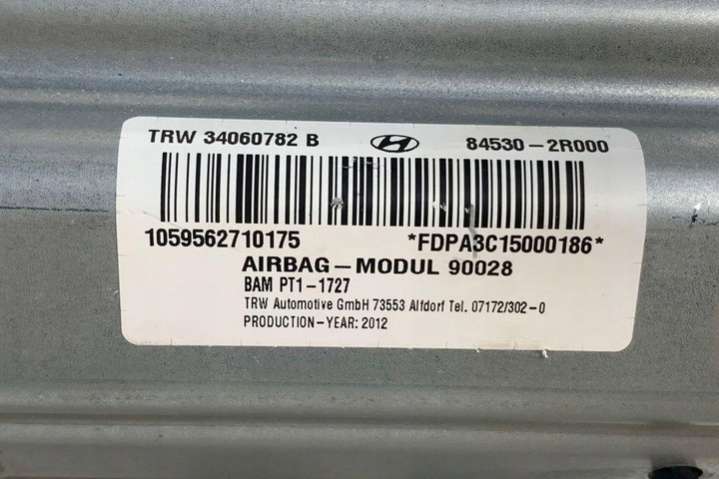 TRW 34060782 B 84530-2R000
1059562710175 *FDPA3C15000186*
AIRBAG-MODUL 90028
BAM PT1-1727
TRW Automotive GmbH 73553 Alfdorf Tel. 07172/302-0
PRODUCTION-YEAR: 2012